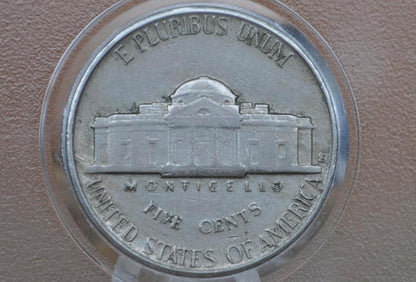 E PLURIBUS UNUM
MONTICELLO
FIVE CENTS
UNITED STATES OF AMERICA